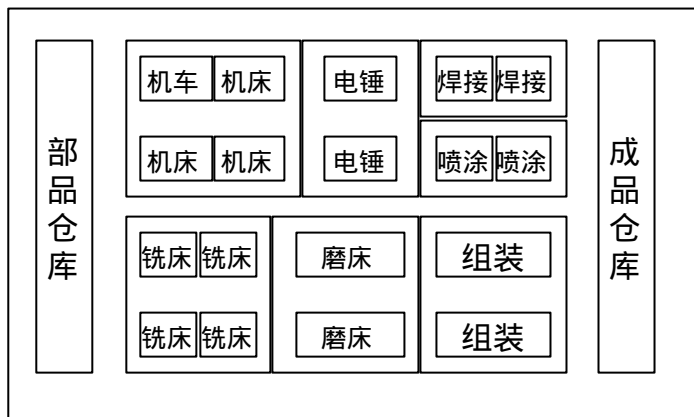 部品仓库
机车 机床 电锤 焊接 焊接
机床 机床 电锤 喷涂 喷涂
铣床 铣床 磨床 组装
铣床 铣床 磨床 组装
成品仓库